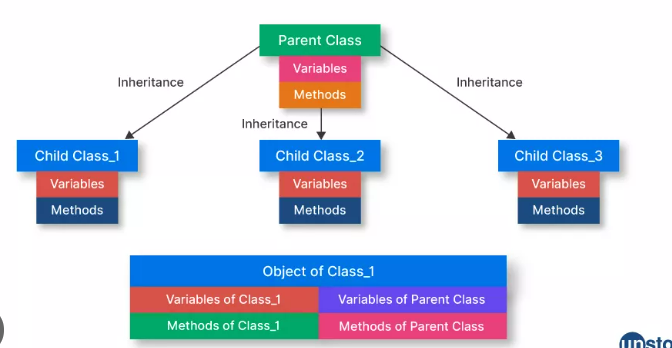 Parent Class
Variables
Methods
Inheritance
Inheritance
Inheritance
Child Class_1
Variables
Methods
Child Class_2
Variables
Methods
Child Class_3
Variables
Methods
Object of Class_1
Variables of Class_1
Variables of Parent Class
Methods of Class_1
Methods of Parent Class